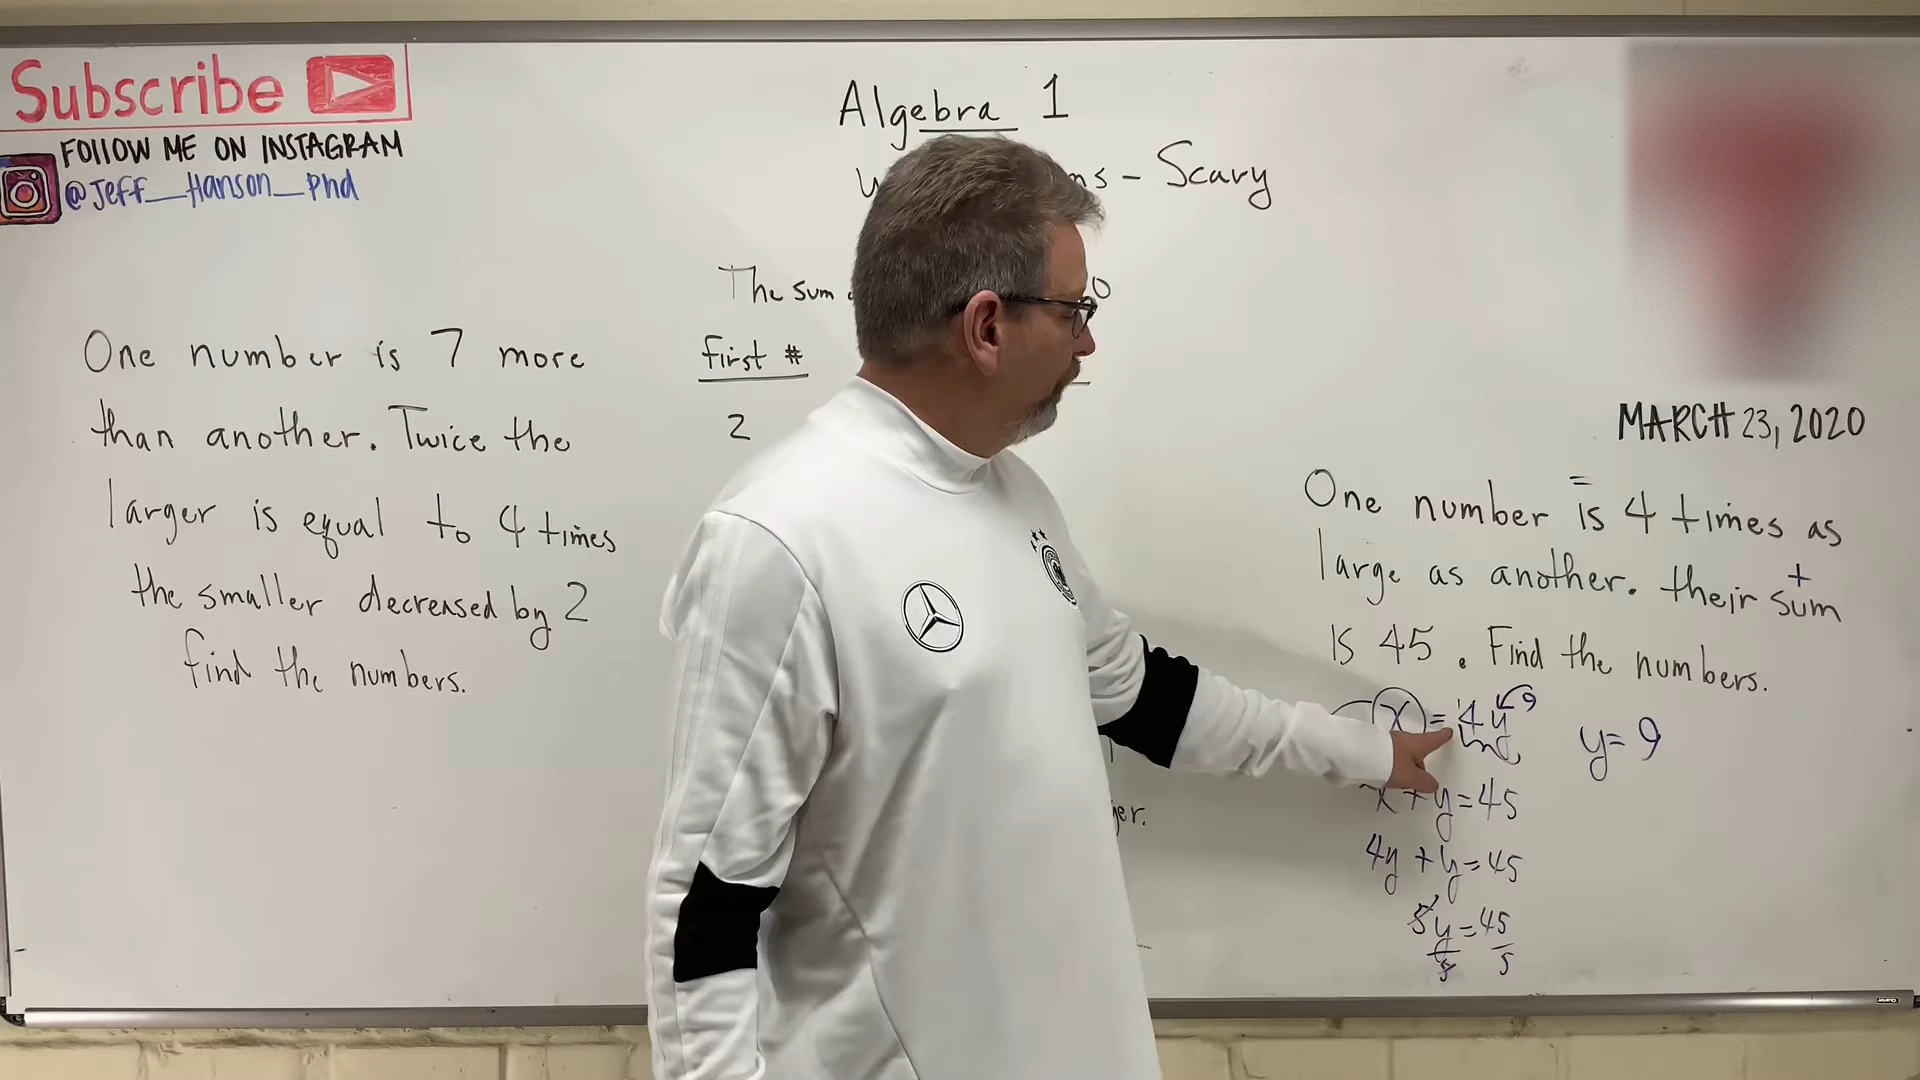 Subscribe
FOllOW ME ON INSTAGRAM
@Jeff_Hanson_Phd
Algebra 1
- Scary
The sum
first #
2
One number is 7 more
than another. Twice the
larger is equal to 4 times
the smaller decreased by 2
find the numbers.
MARCH 23, 2020
=
One number is 4 times as
large as another. their sum
+
Is 45. Find the numbers.
x = 4y 9
y = 9
x + y = 45
4y + y = 45
5y = 45
5 5